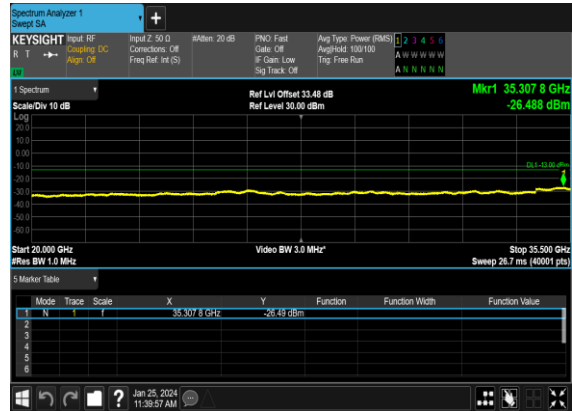 Spectrum Analyzer 1
Swept SA
+
KEYSIGHT Input: RF Input Z: 50 Ω #Atten: 20 dB PNO: Fast Avg Type: Power (RMS) 1 2 3 4 5 6
R T Coupling: DC Corrections: Off Gate: Off Avg|Hold: 100/100 A W W W W W
Align: Off Freq Ref: Int (S) IF Gain: Low Trig: Free Run
Sig Track: Off A N N N N N
1 Spectrum Ref Lvl Offset 33.48 dB Mkr1 35.307 8 GHz
Scale/Div 10 dB Ref Level 30.00 dBm -26.488 dBm
Log
20.0
10.0
0.00
-10.0 DL1 -13.00 dBm
1
-20.0
-30.0
-40.0
-50.0
-60.0
Start 20.000 GHz Video BW 3.0 MHz* Stop 35.500 GHz
#Res BW 1.0 MHz Sweep 26.7 ms (40001 pts)
5 Marker Table
Mode Trace Scale X Y Function Function Width Function Value
1 N 1 f 35.307 8 GHz -26.49 dBm
2
3
4
5
6
? Jan 25, 2024
11:39:57 AM